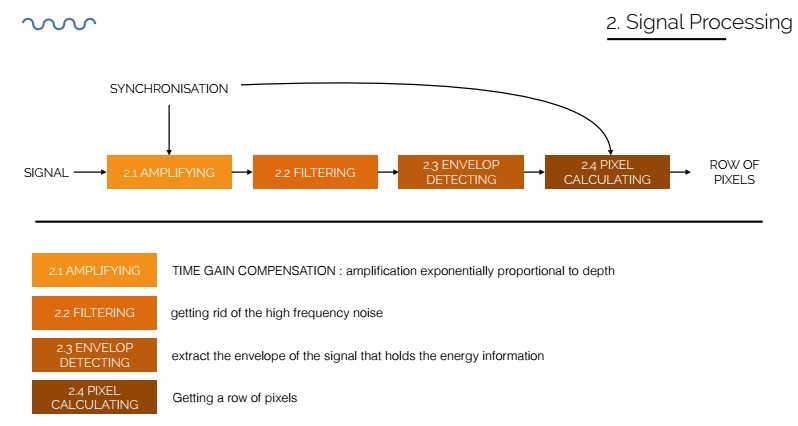 2. Signal Processing
SYNCHRONISATION
SIGNAL
2.1 AMPLIFYING
2.2 FILTERING
2.3 ENVELOP
DETECTING
2.4 PIXEL
CALCULATING
ROW OF
PIXELS
2.1 AMPLIFYING
TIME GAIN COMPENSATION : amplification exponentially proportional to depth
2.2 FILTERING
getting rid of the high frequency noise
2.3 ENVELOP
DETECTING
extract the envelope of the signal that holds the energy information
2.4 PIXEL
CALCULATING
Getting a row of pixels